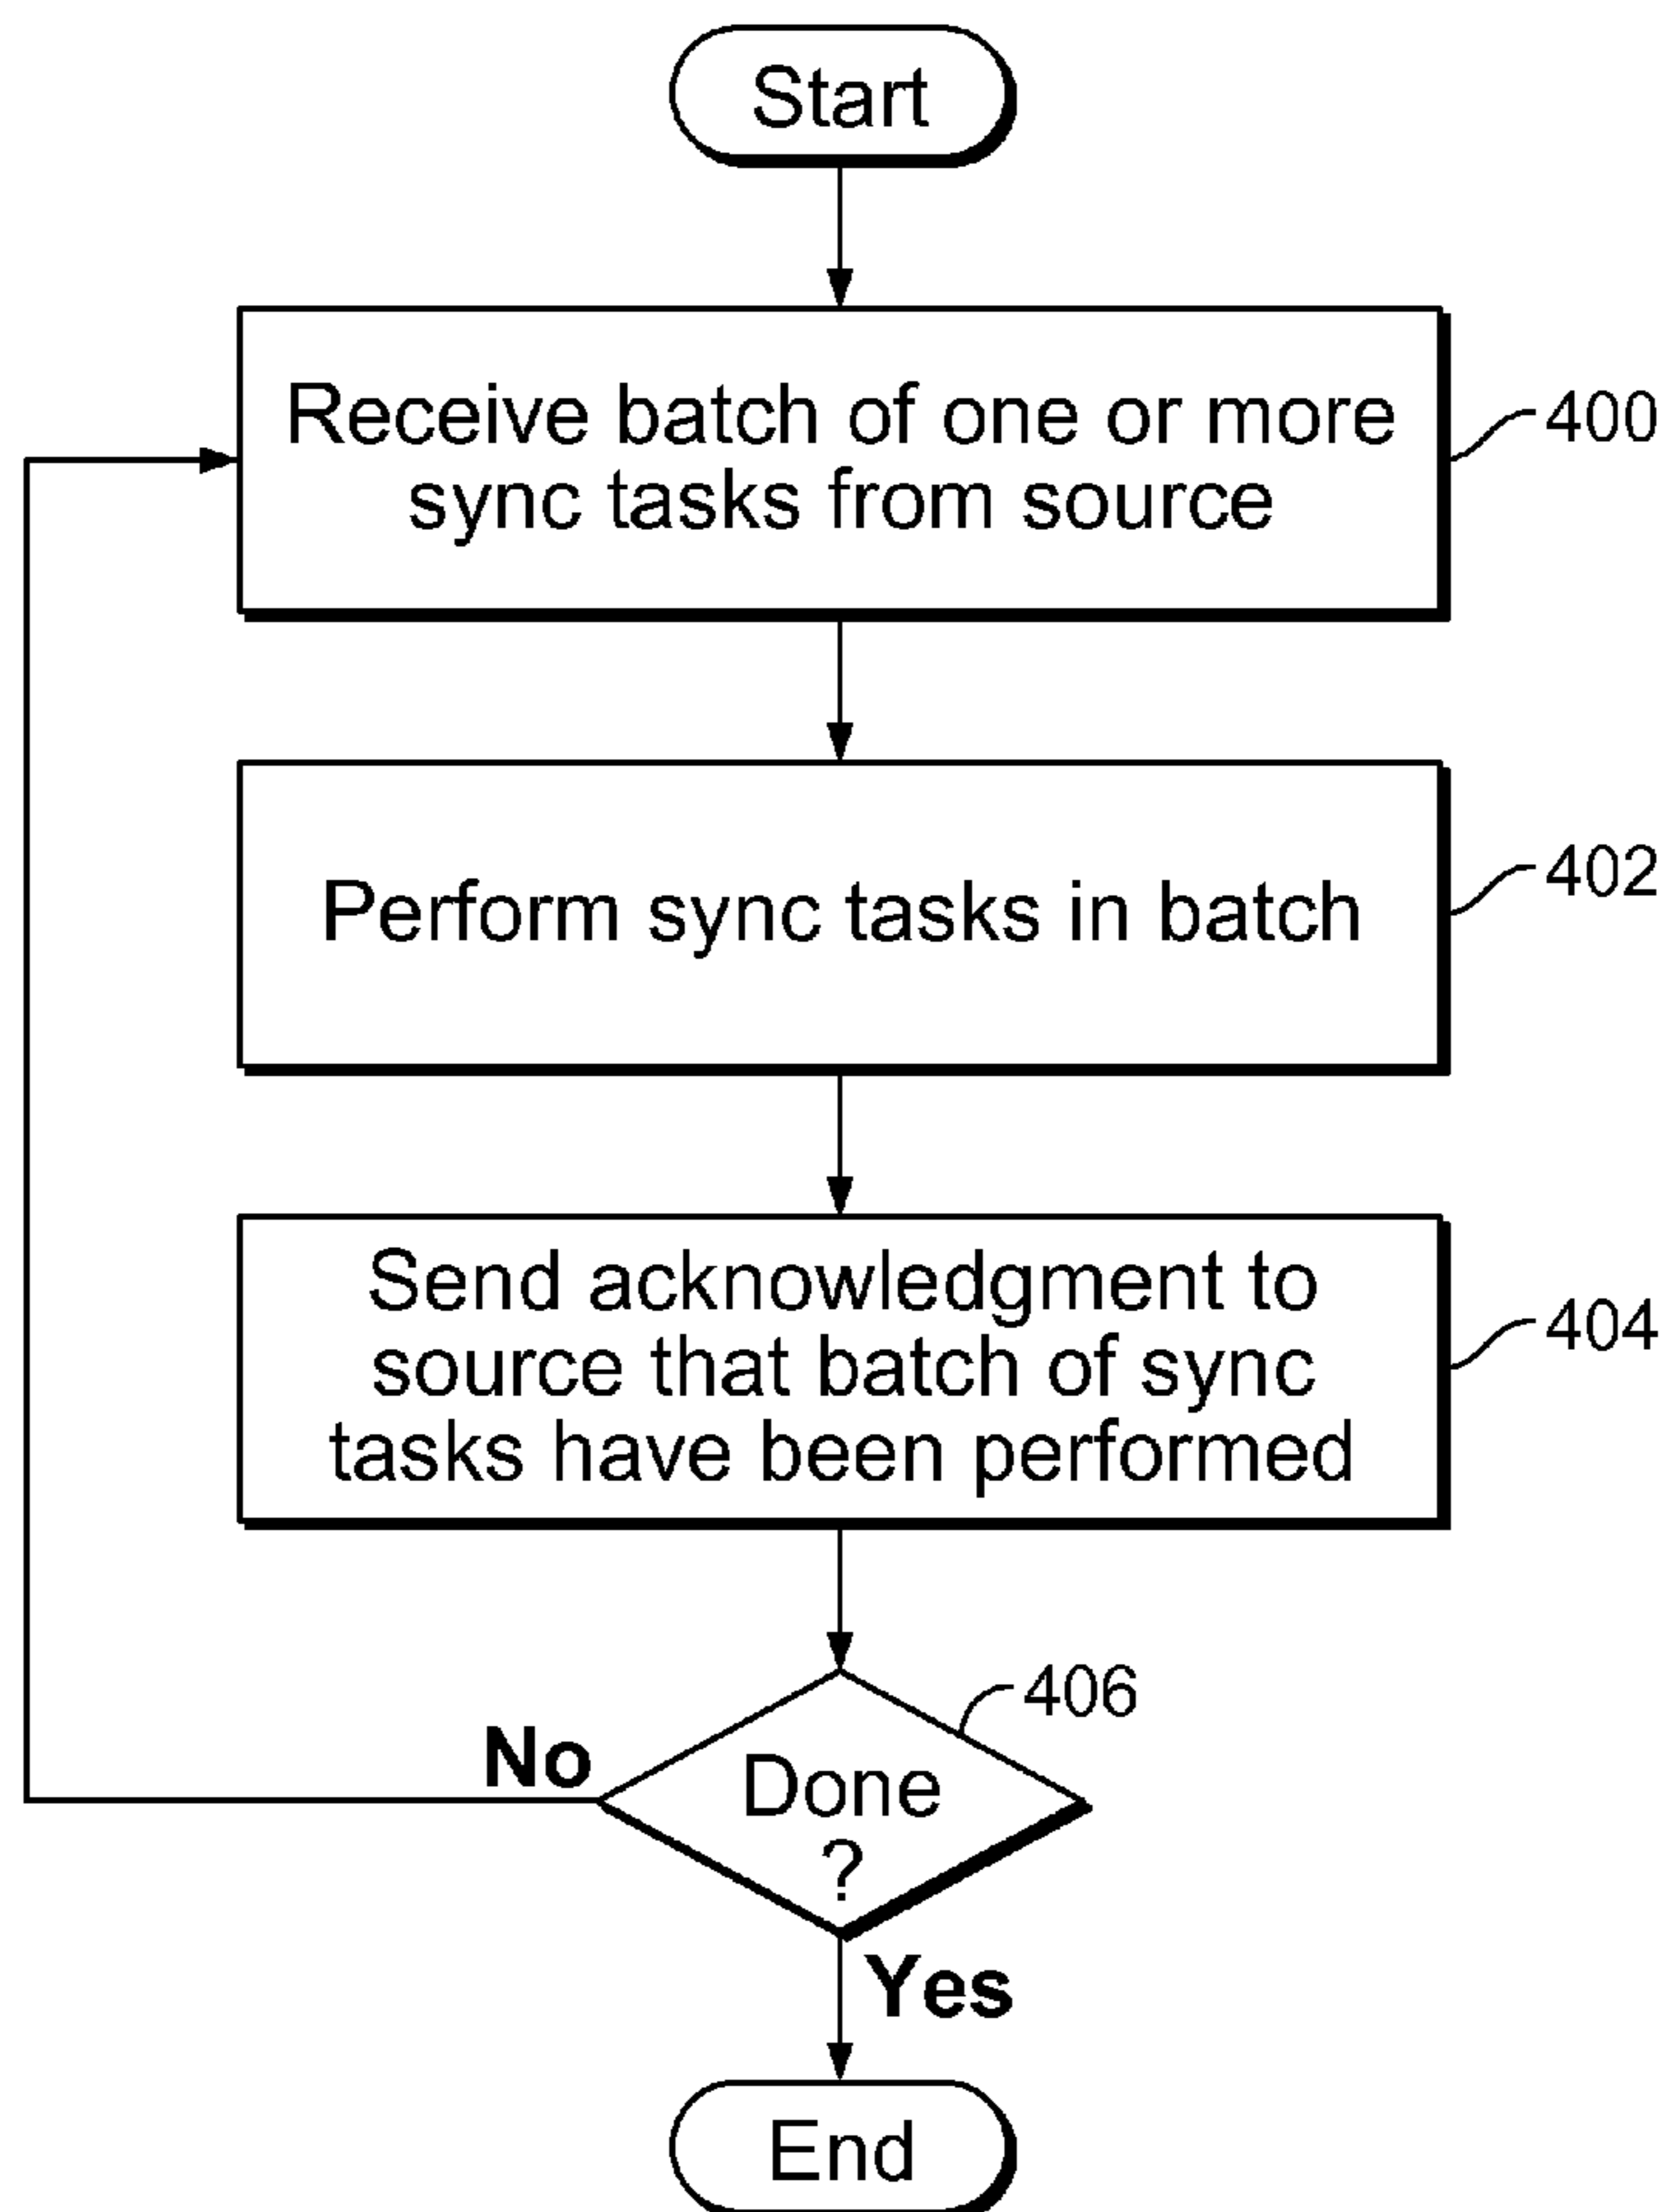 Start
Receive batch of one or more
sync tasks from source
400
Perform sync tasks in batch
402
Send acknowledgment to
source that batch of sync
tasks have been performed
404
406
No
Done
?
Yes
End